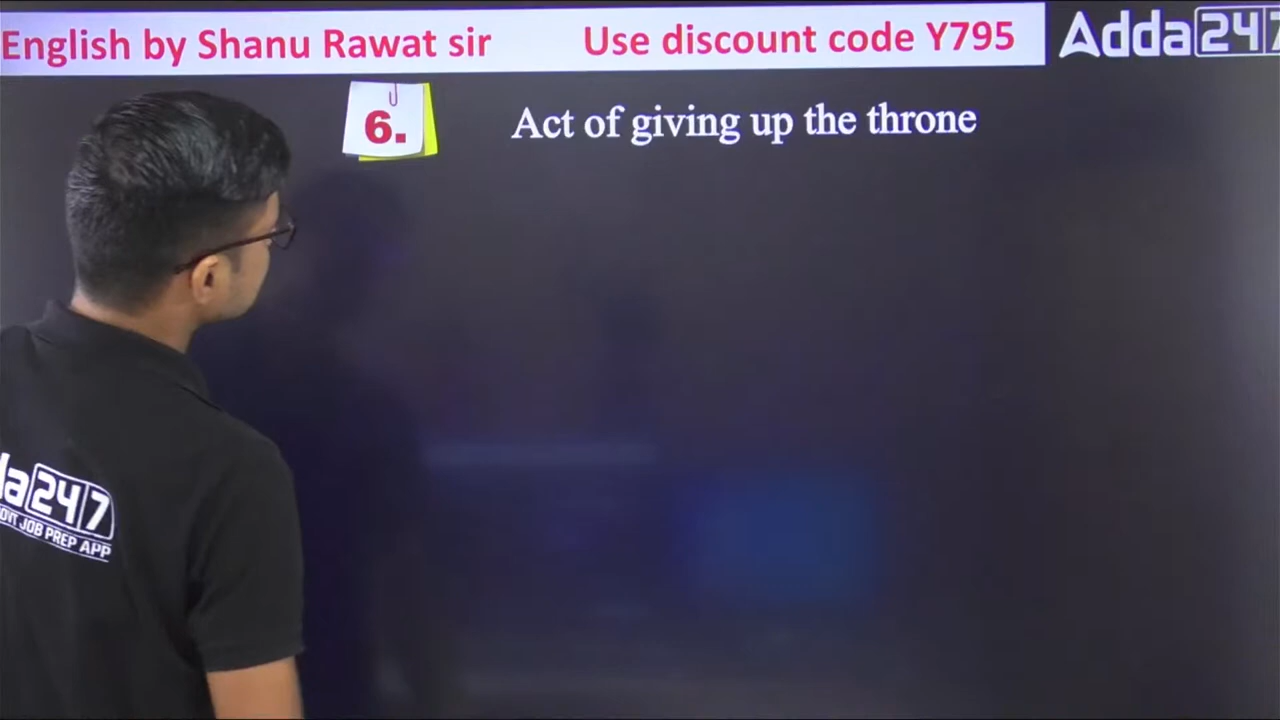 English by Shanu Rawat sir Use discount code Y795
Adda247
6.
Act of giving up the throne
da247
GOVT JOB PREP APP